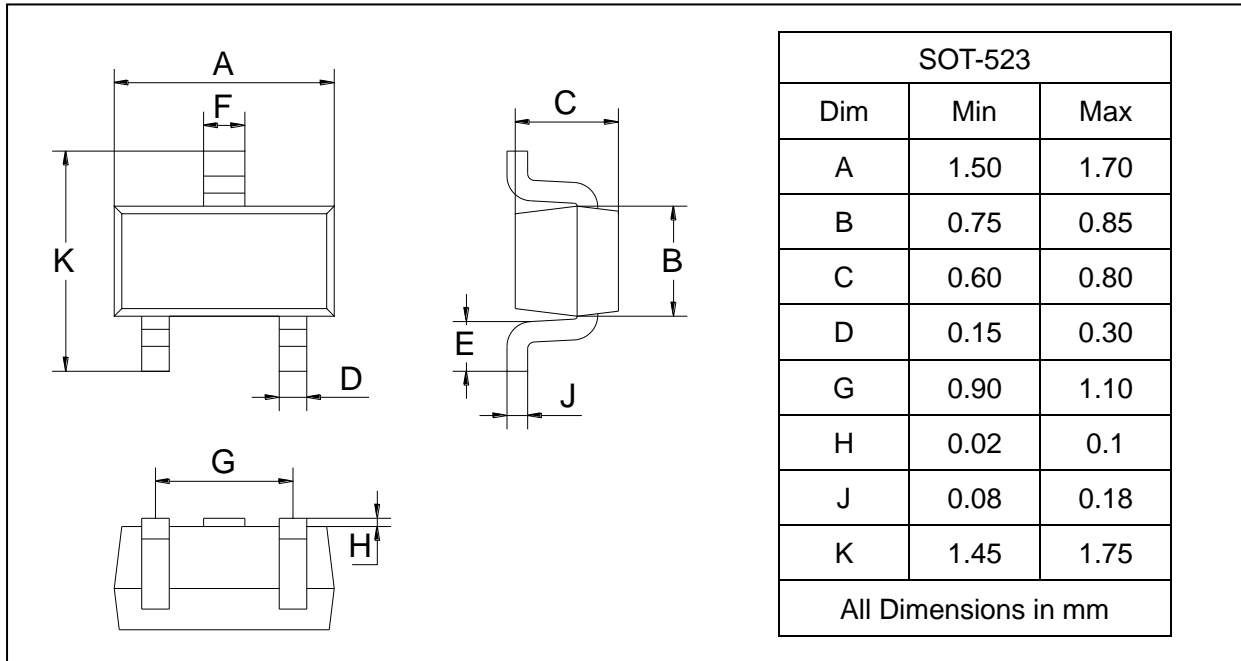 A
F
K
D
C
B
E
J
G
H
SOT-523
Dim Min Max
A 1.50 1.70
B 0.75 0.85
C 0.60 0.80
D 0.15 0.30
G 0.90 1.10
H 0.02 0.1
J 0.08 0.18
K 1.45 1.75
All Dimensions in mm